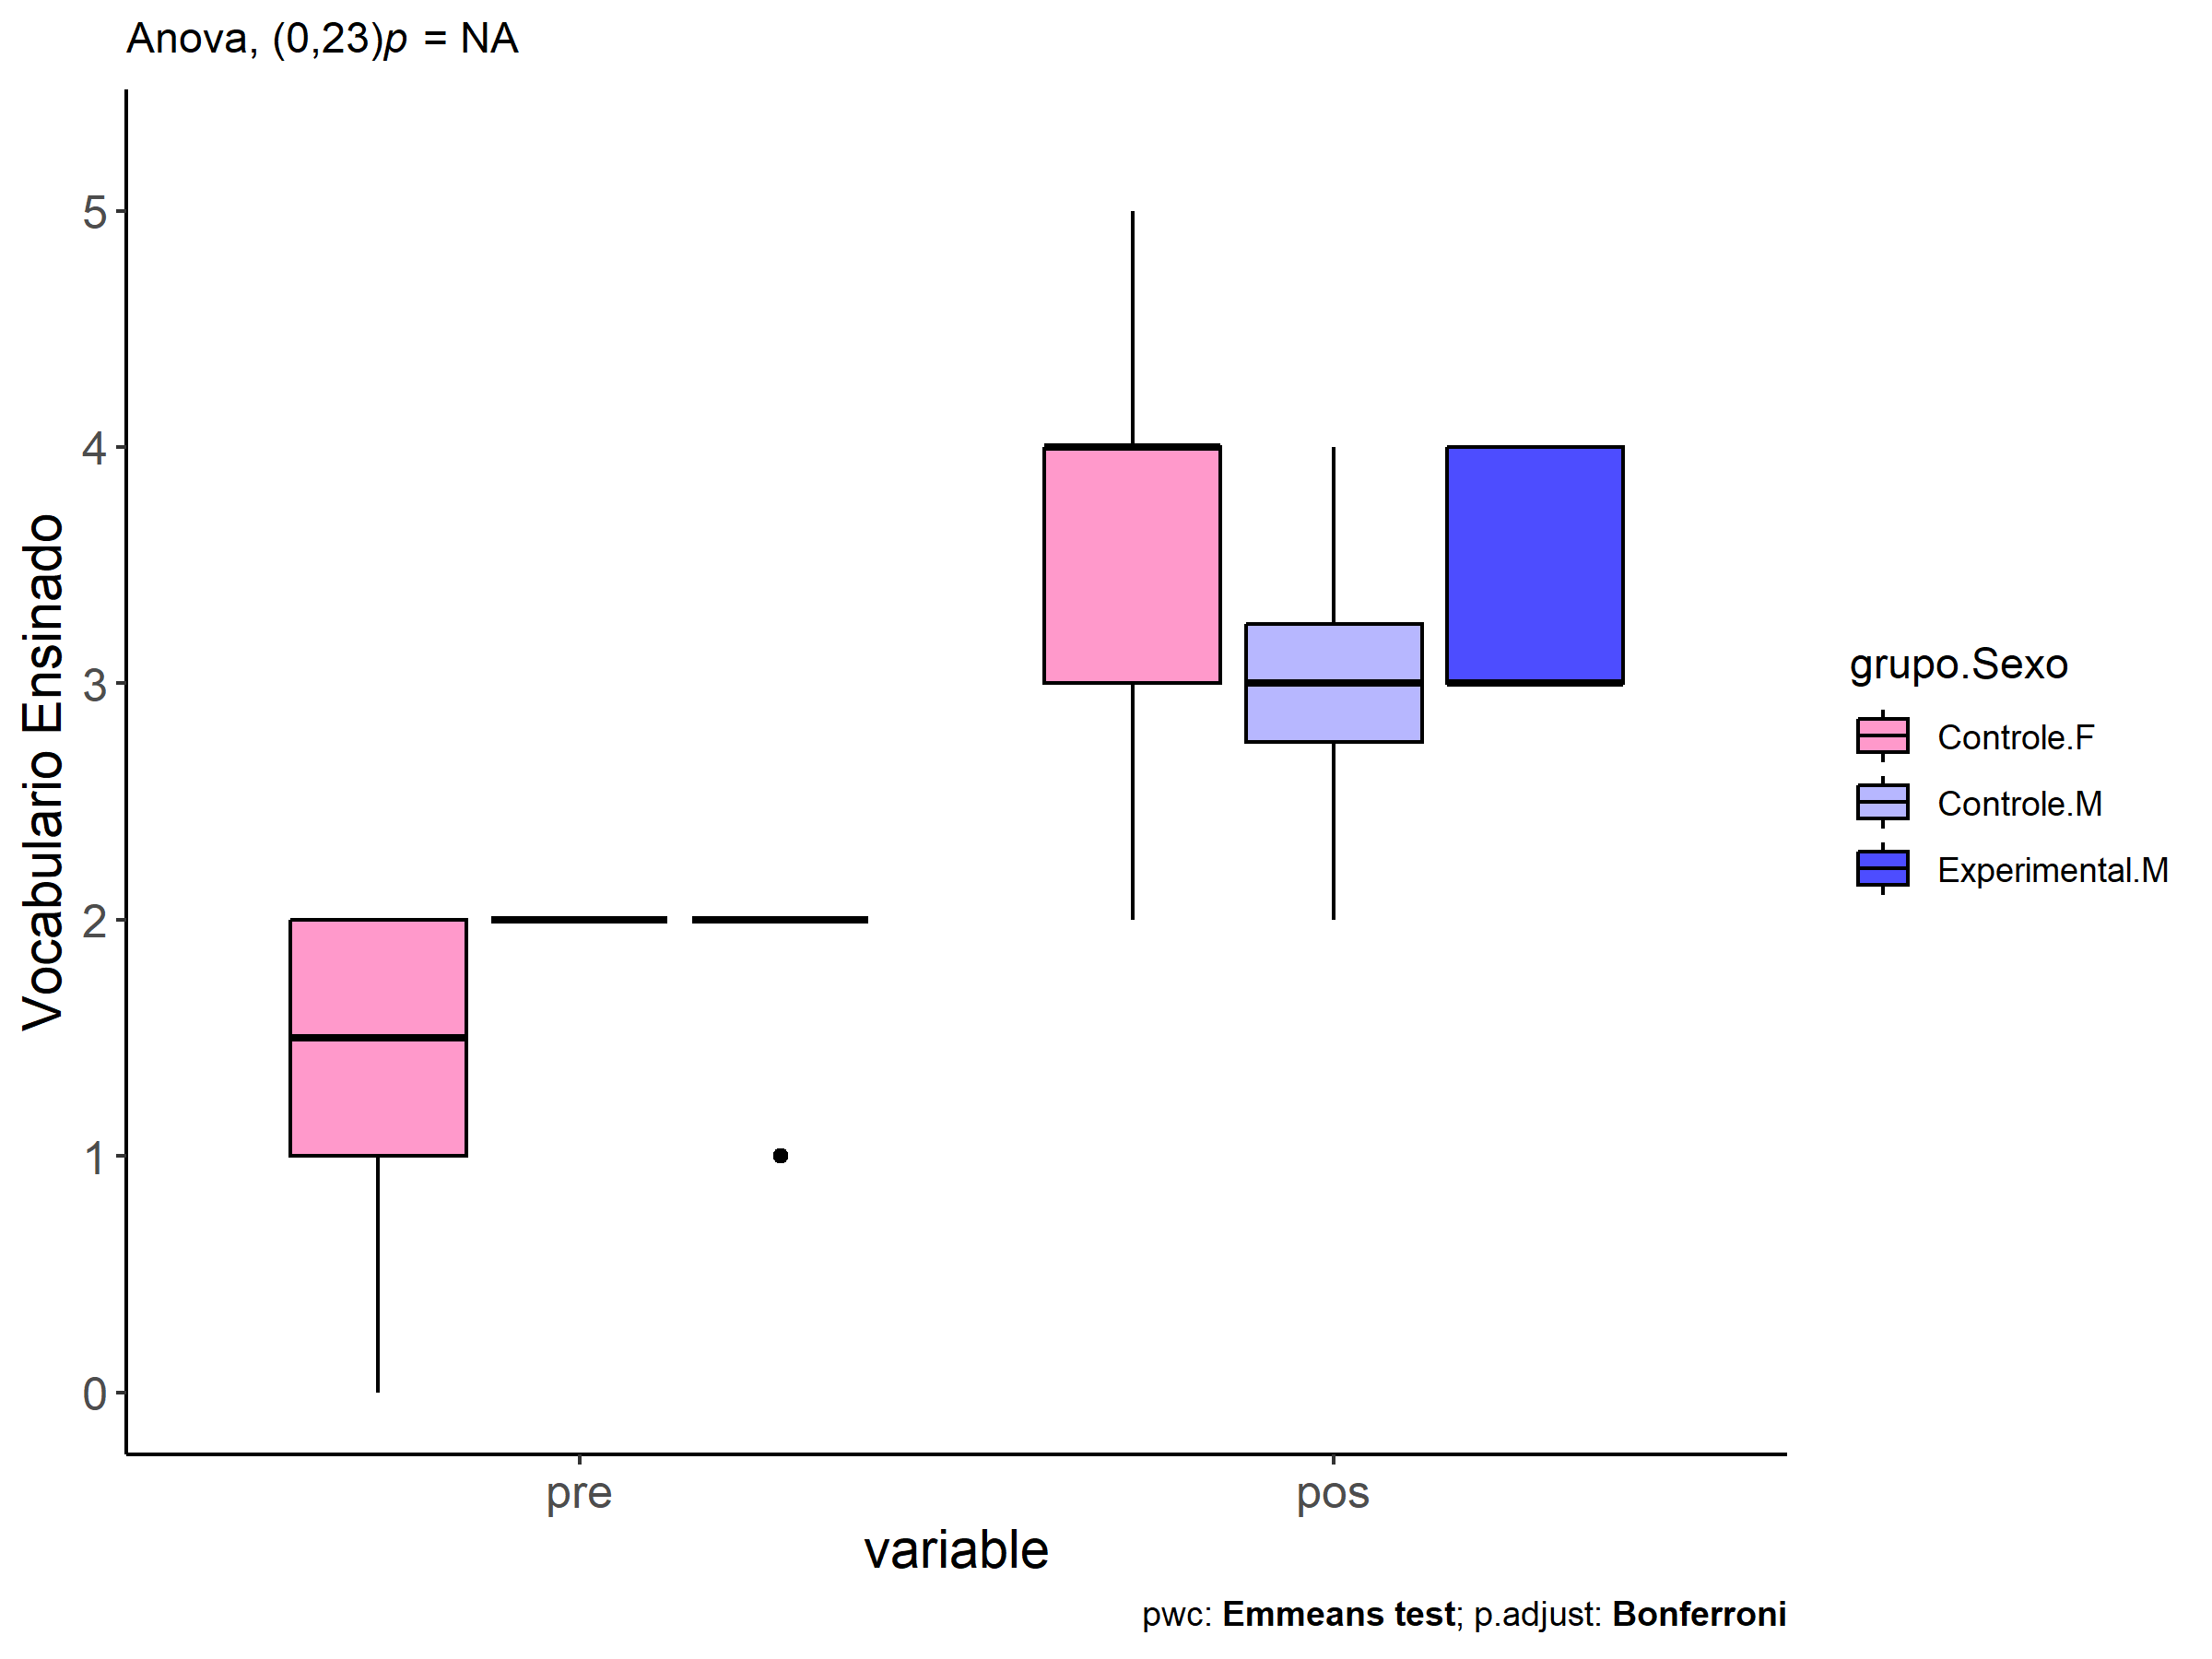 Anova, (0,23)p = NA
Vocabulario Ensinado
5
4
3
2
1
0
pre
pos
variable
grupo.Sexo
Controle.F
Controle.M
Experimental.M
pwc: Emmeans test; p.adjust: Bonferroni